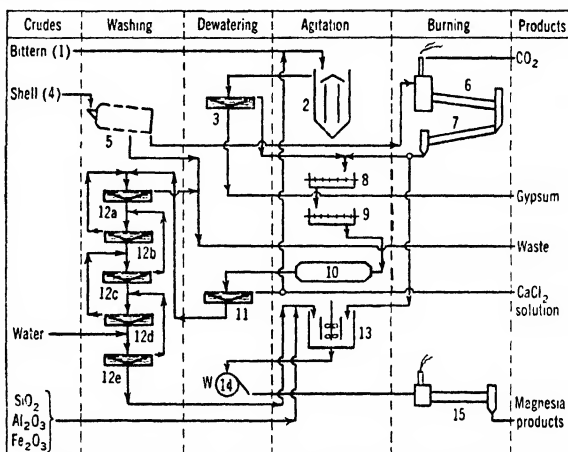 Crudes Washing Dewatering Agitation Burning Products
Bittern (1)
CO2
Shell (4)
6
2
3
7
5
8
Gypsum
12a
9
Waste
12b
10
12c
11
CaCl2
solution
13
Water
12d
12e
W 14
SiO2
Al2O3
Fe2O3
15
Magnesia
products